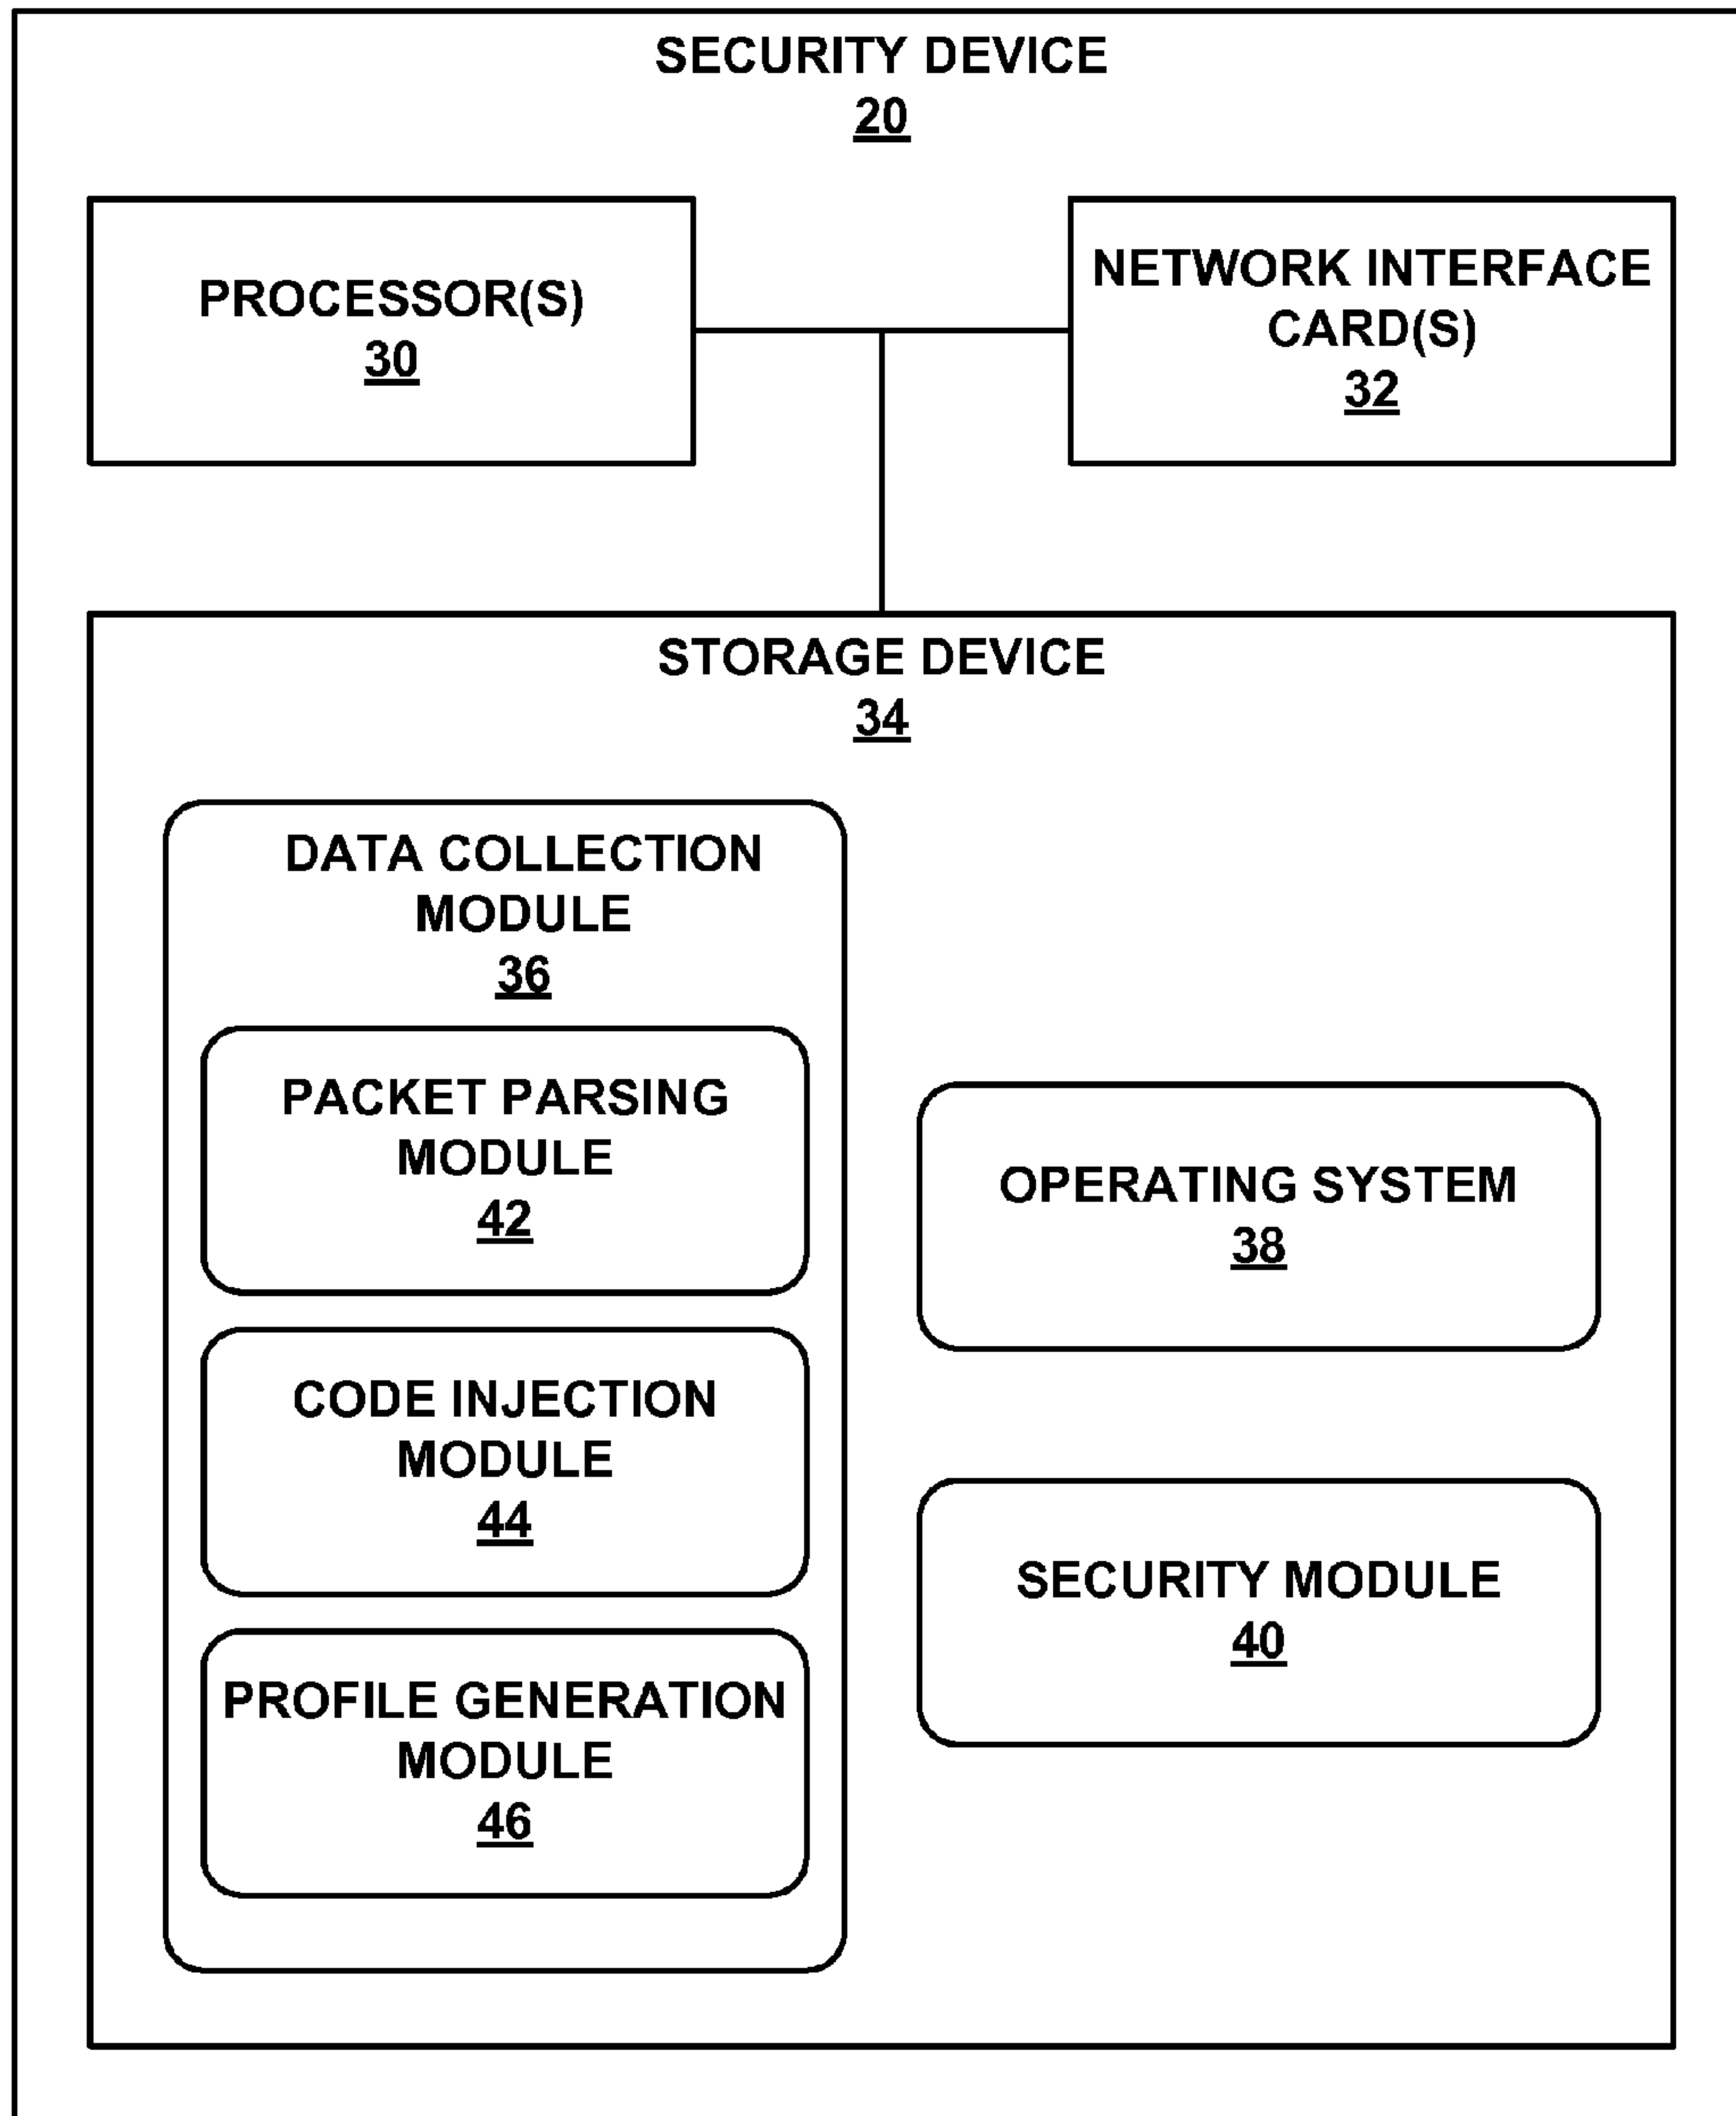 SECURITY DEVICE
20
PROCESSOR(S)
30
NETWORK INTERFACE
CARD(S)
32
STORAGE DEVICE
34
DATA COLLECTION
MODULE
36
PACKET PARSING
MODULE
42
CODE INJECTION
MODULE
44
PROFILE GENERATION
MODULE
46
OPERATING SYSTEM
38
SECURITY MODULE
40